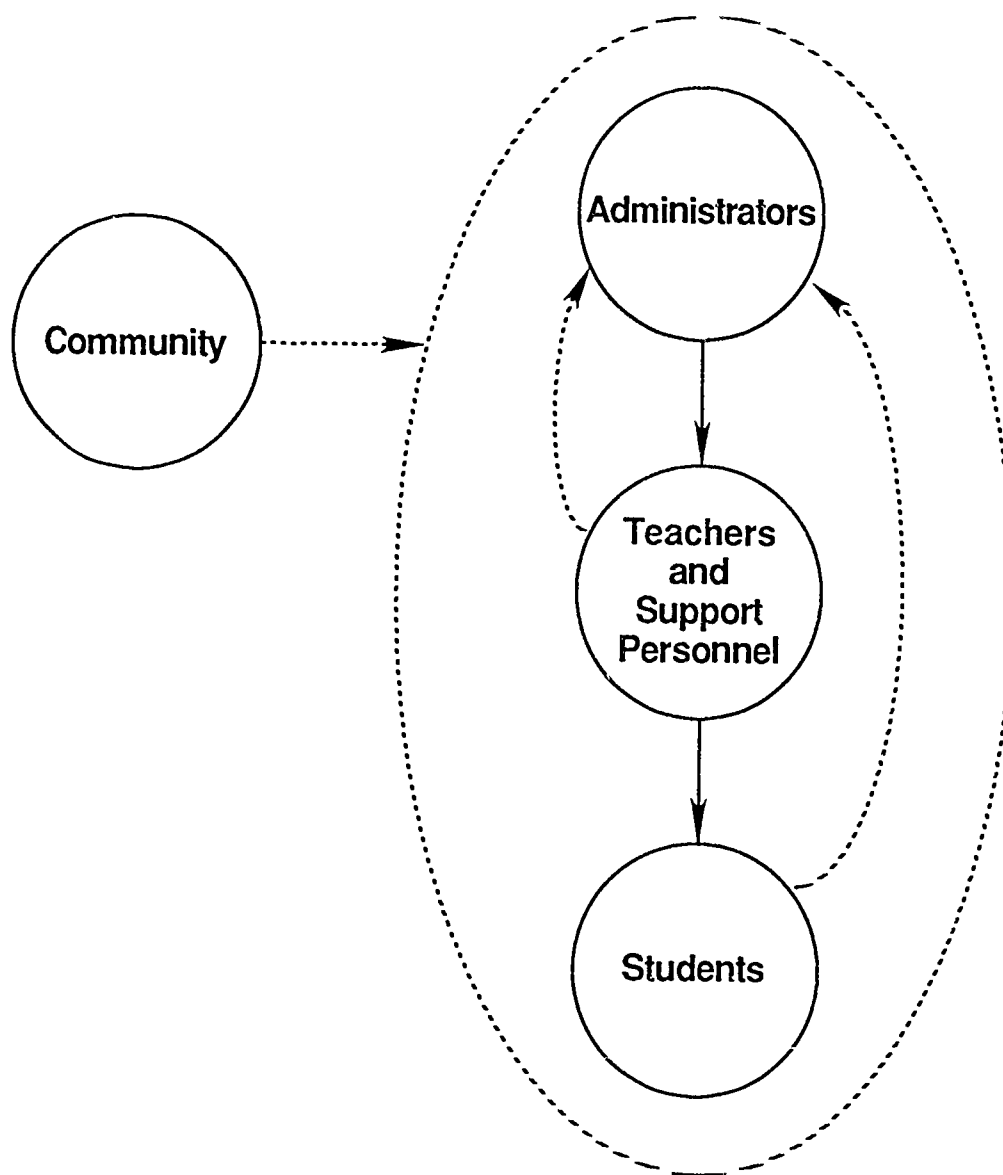 Administrators
Community
Teachers
and
Support
Personnel
Students